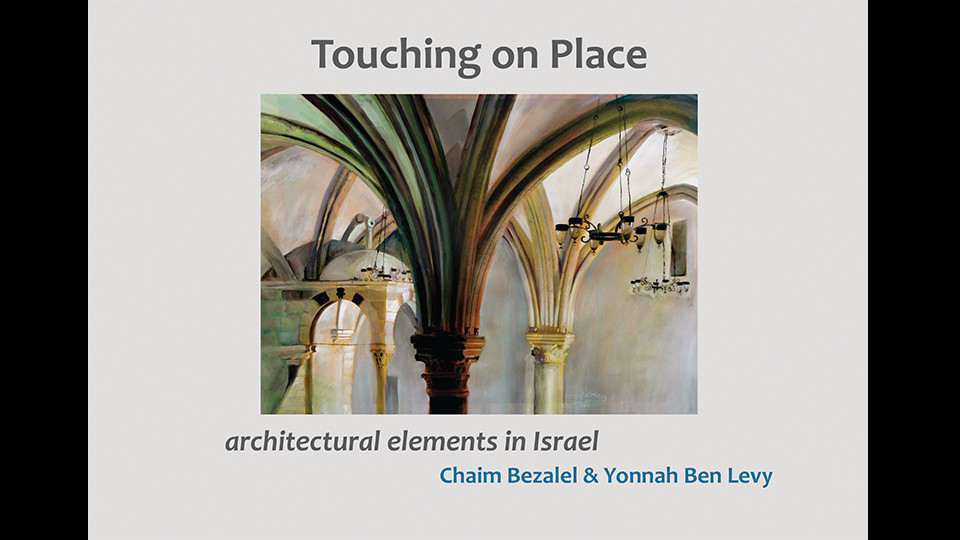 Touching on Place
architectural elements in Israel
Chaim Bezalel & Yonnah Ben Levy